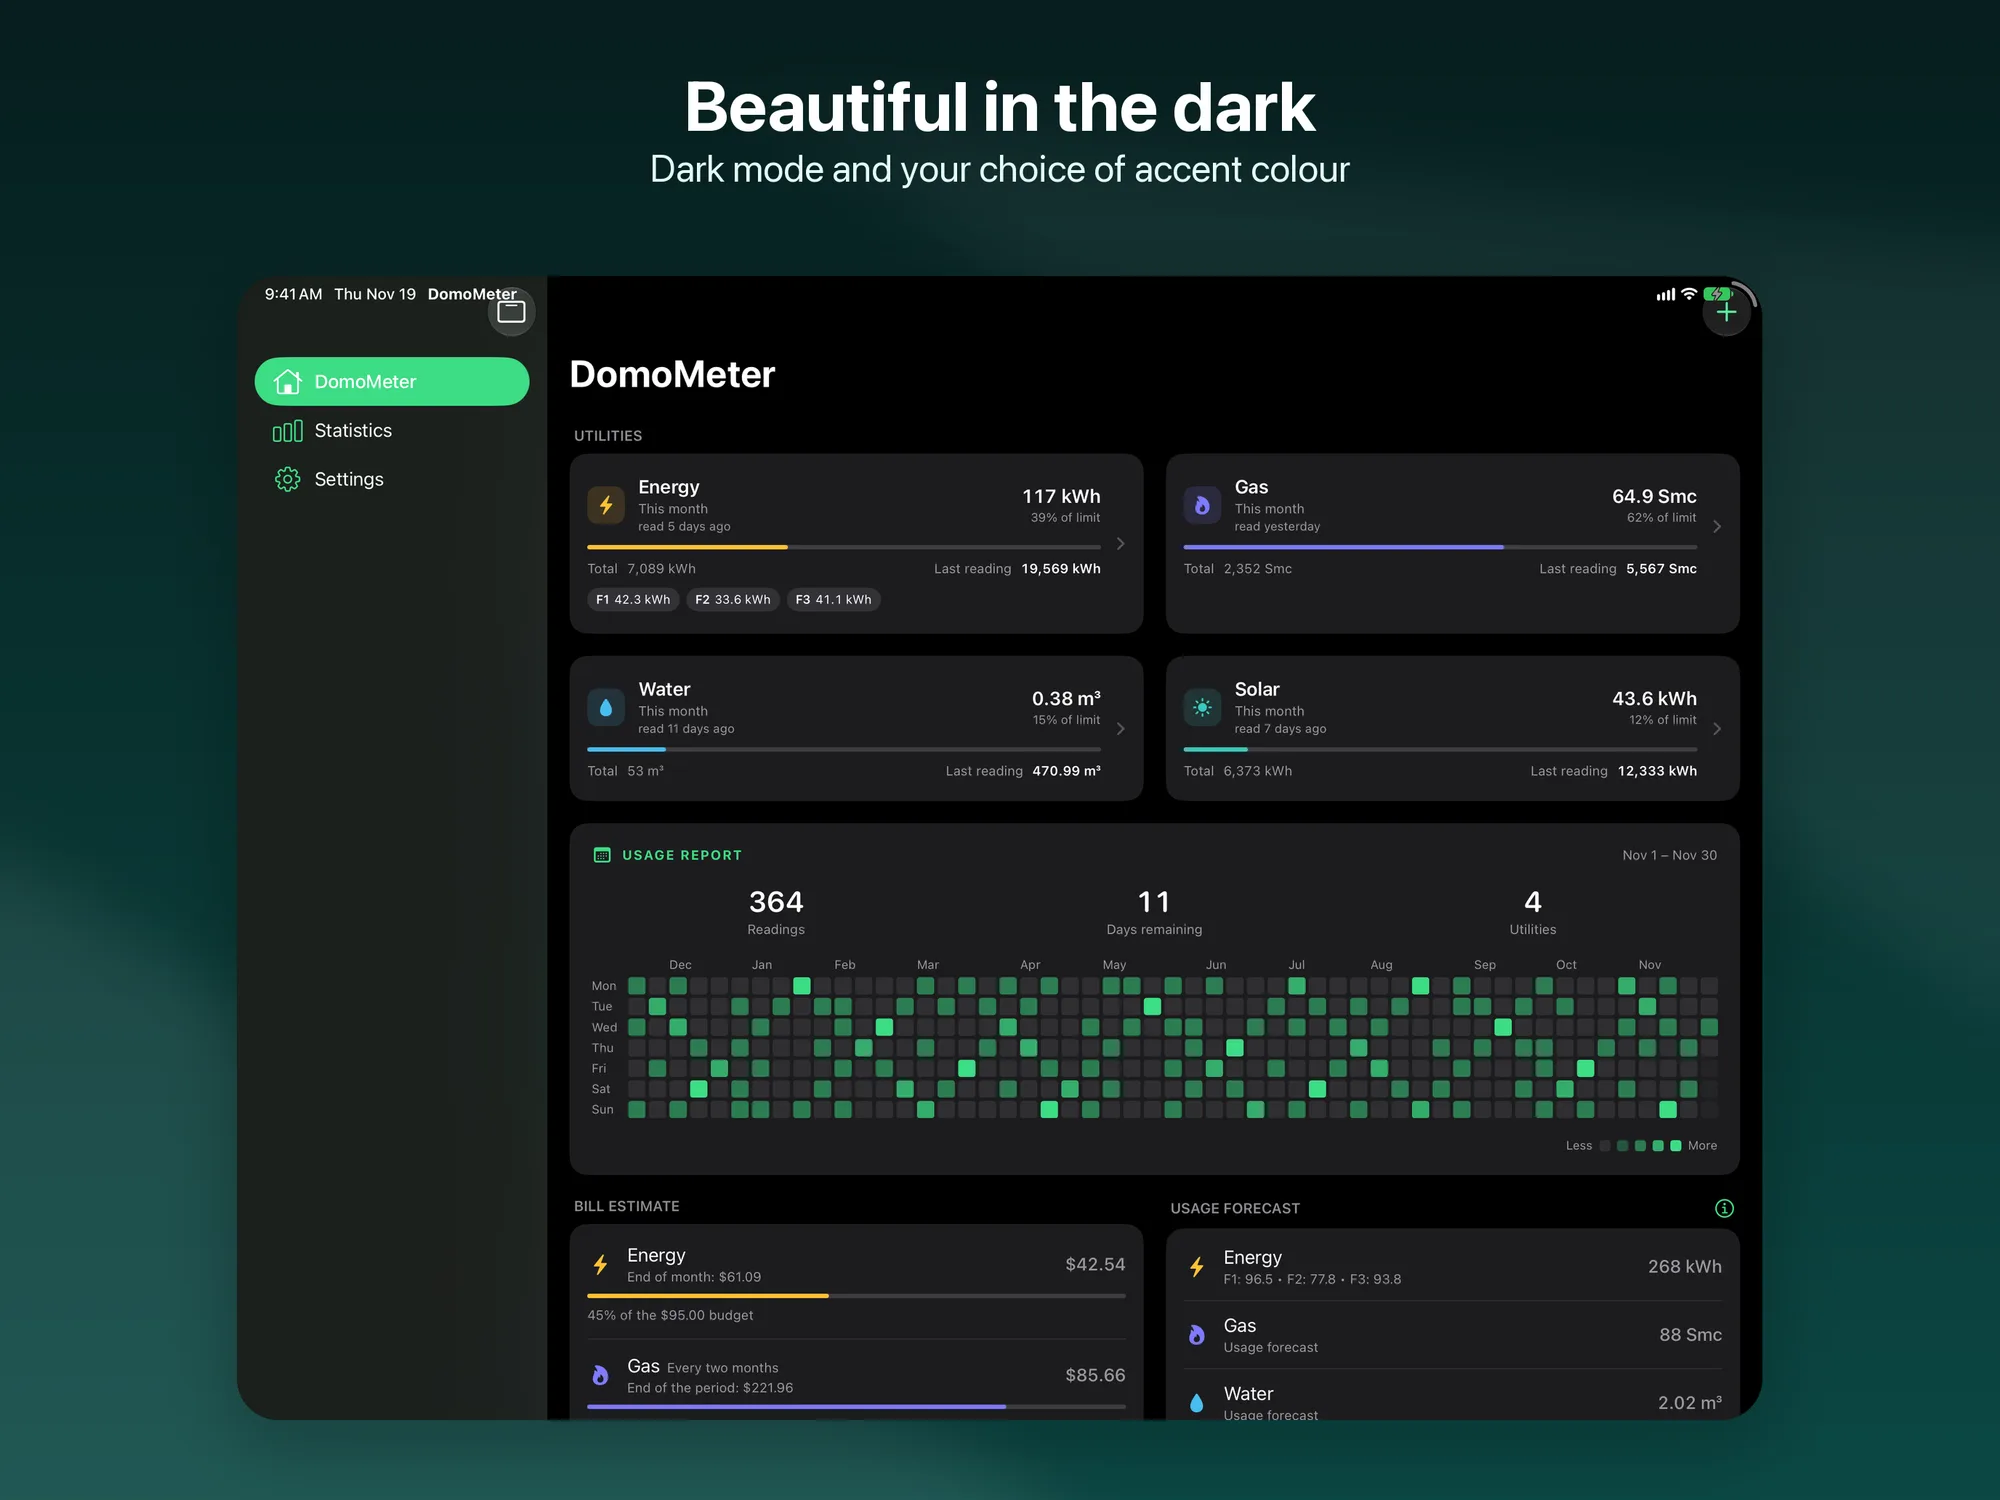 Beautiful in the dark
Dark mode and your choice of accent colour
9:41 AM Thu Nov 19 DomoMeter
DomoMeter
Statistics
Settings
DomoMeter
UTILITIES
Energy
This month
read 5 days ago
117 kWh
39% of limit
Total 7,089 kWh
Last reading 19,569 kWh
F1 42.3 kWh F2 33.6 kWh F3 41.1 kWh
Gas
This month
read yesterday
64.9 Smc
62% of limit
Total 2,352 Smc
Last reading 5,567 Smc
Water
This month
read 11 days ago
0.38 m³
15% of limit
Total 53 m³
Last reading 470.99 m³
Solar
This month
read 7 days ago
43.6 kWh
12% of limit
Total 6,373 kWh
Last reading 12,333 kWh
USAGE REPORT
Nov 1 – Nov 30
364
Readings
11
Days remaining
4
Utilities
Dec Jan Feb Mar Apr May Jun Jul Aug Sep Oct Nov
Mon
Tue
Wed
Thu
Fri
Sat
Sun
Less More
BILL ESTIMATE
Energy
End of month: $61.09
$42.54
45% of the $95.00 budget
Gas Every two months
End of the period: $221.96
$85.66
USAGE FORECAST
Energy
F1: 96.5 • F2: 77.8 • F3: 93.8
268 kWh
Gas
Usage forecast
88 Smc
Water
Usage forecast
2.02 m³